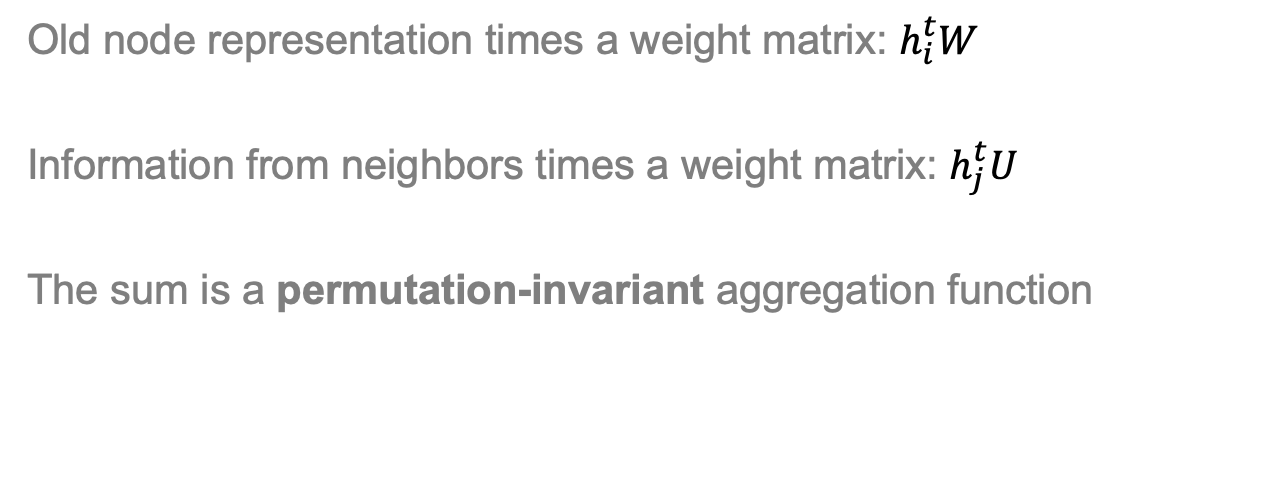 Old node representation times a weight matrix: $h_i^t W$
Information from neighbors times a weight matrix: $h_j^t U$
The sum is a permutation-invariant aggregation function